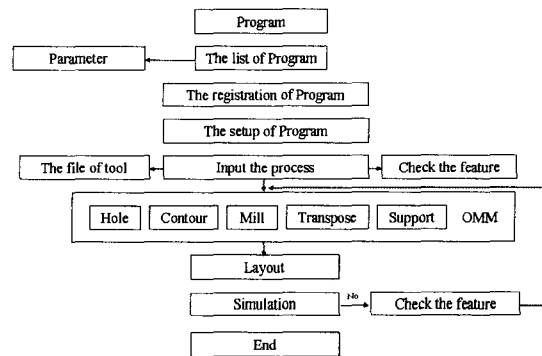 Program
Parameter
The list of Program
The registration of Program
The setup of Program
The file of tool
Input the process
Check the feature
Hole
Contour
Mill
Transpose
Support
OMM
Layout
Simulation
No
Check the feature
End